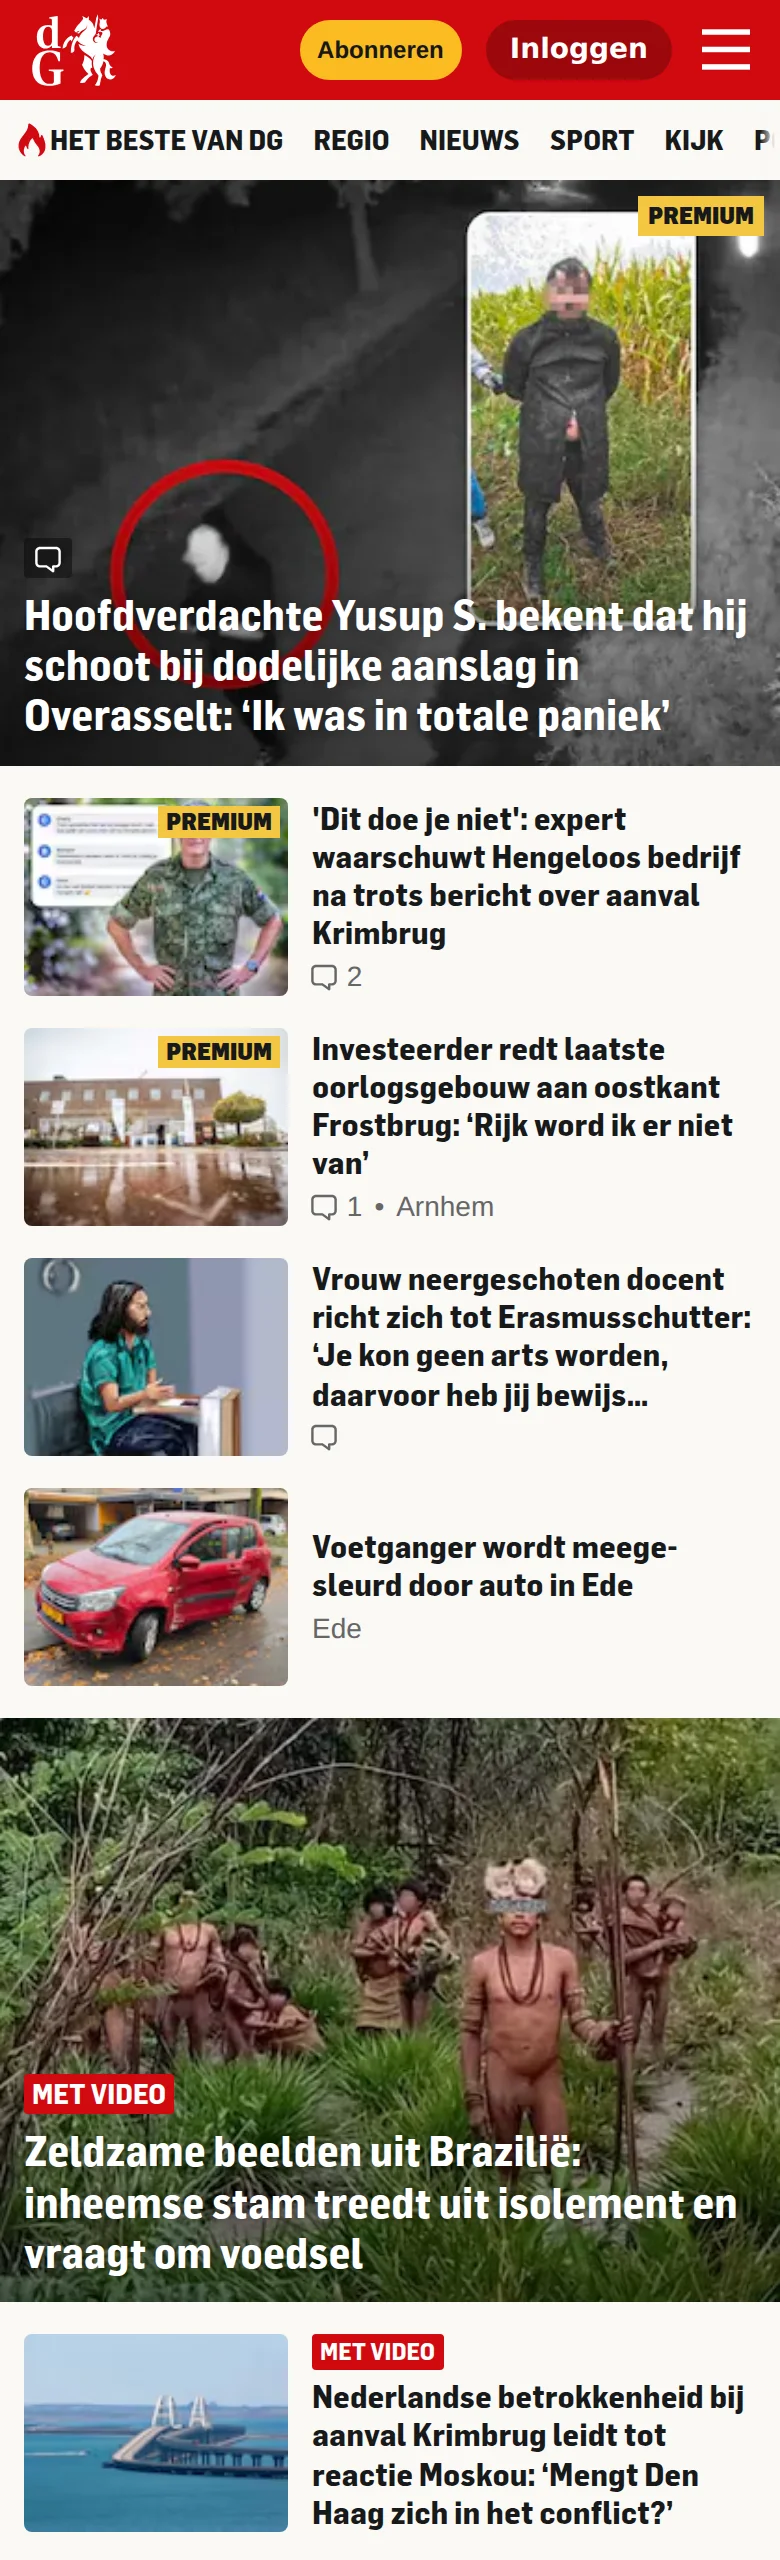 dG
Abonneren
Inloggen
HET BESTE VAN DG REGIO NIEUWS SPORT KIJK
PREMIUM
Hoofdverdachte Yusup S. bekent dat hij
schoot bij dodelijke aanslag in
Overasselt: ‘Ik was in totale paniek’
PREMIUM
'Dit doe je niet': expert
waarschuwt Hengeloos bedrijf
na trots bericht over aanval
Krimbrug
2
PREMIUM
Investeerder redt laatste
oorlogsgebouw aan oostkant
Frostbrug: ‘Rijk word ik er niet
van’
1 • Arnhem
Vrouw neergeschoten docent
richt zich tot Erasmusschutter:
‘Je kon geen arts worden,
daarvoor heb jij bewijs...
Voetganger wordt meege-
sleurd door auto in Ede
Ede
MET VIDEO
Zeldzame beelden uit Brazilië:
inheemse stam treedt uit isolement en
vraagt om voedsel
MET VIDEO
Nederlandse betrokkenheid bij
aanval Krimbrug leidt tot
reactie Moskou: ‘Mengt Den
Haag zich in het conflict?’